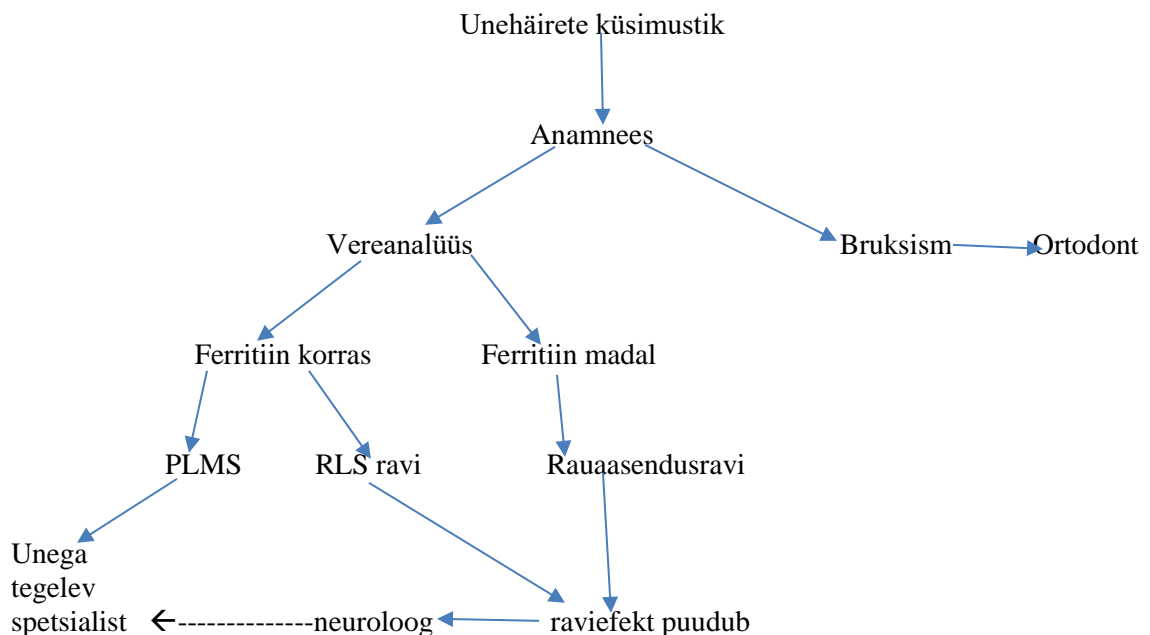 Unehäirete küsimustik
Anamnees
Vereanalüüs
Bruksism
Ortodont
Ferritiin korras
Ferritiin madal
PLMS
RLS ravi
Rauaasendusravi
Unega
tegelev
spetsialist ←--------------neuroloog
raviefekt puudub